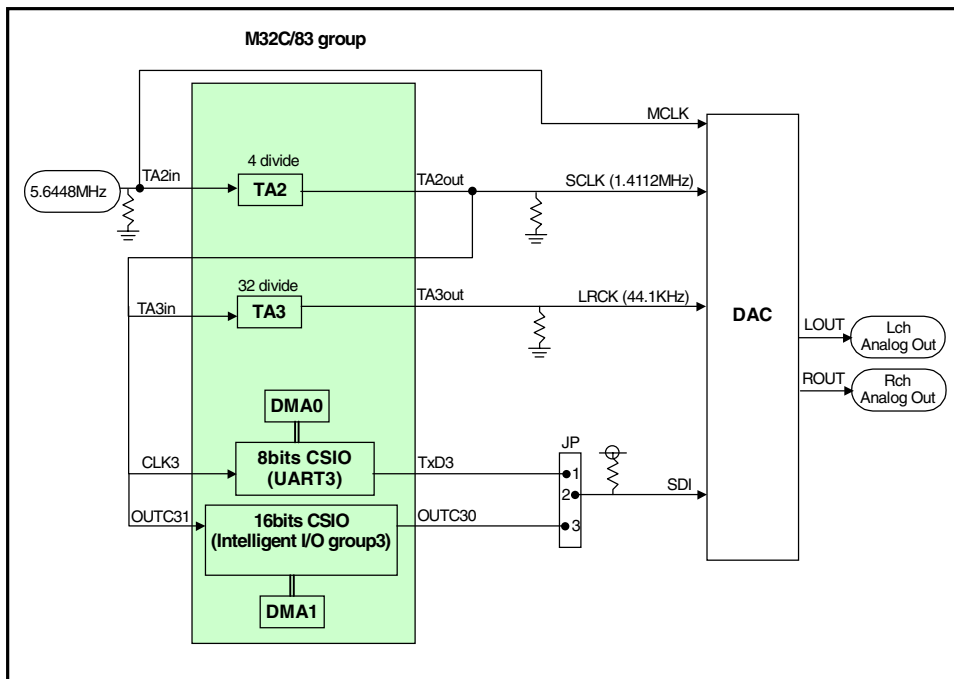 M32C/83 group
MCLK
4 divide
TA2in
TA2
TA2out
SCLK (1.4112MHz)
5.6448MHz
32 divide
TA3in
TA3
TA3out
LRCK (44.1KHz)
DAC
LOUT
Lch
Analog Out
ROUT
Rch
Analog Out
DMA0
JP
CLK3
8bits CSIO
(UART3)
TxD3
1
2
3
SDI
OUTC31
16bits CSIO
(Intelligent I/O group3)
OUTC30
DMA1